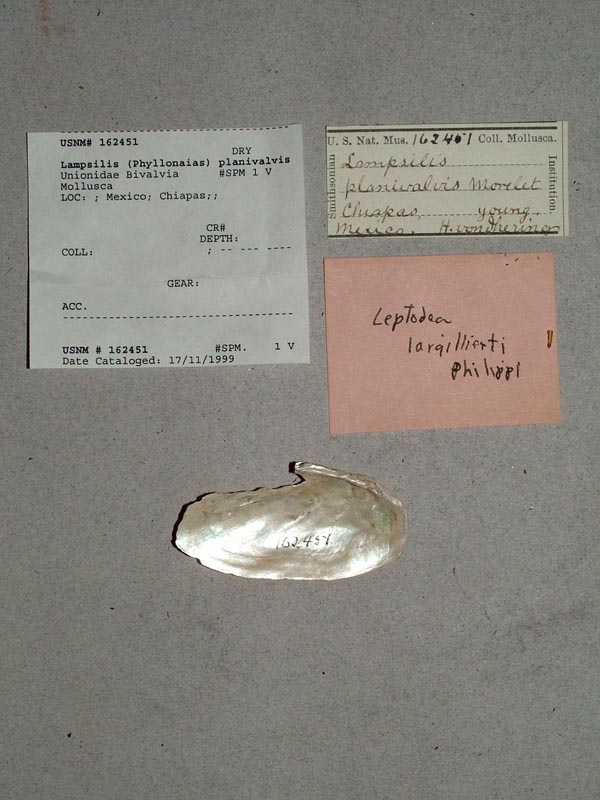 USNM# 162451
DRY
Lampsilis (Phyllonaias) planivalvis
Unionidae Bivalvia #SPM 1 V
Mollusca
LOC: ; Mexico; Chiapas;;
CR#
DEPTH:
COLL: ; -- --- ----
GEAR:
ACC.
USNM # 162451 #SPM. 1 V
Date Cataloged: 17/11/1999
U. S. Nat. Mus. 162451 Coll. Mollusca.
Smithsonian
Institution
Lampsilis
planivalvis Morelet
Chiapas, young.
Mexico. H. von Ihering
Leptodea
largillierti
philippi
162451